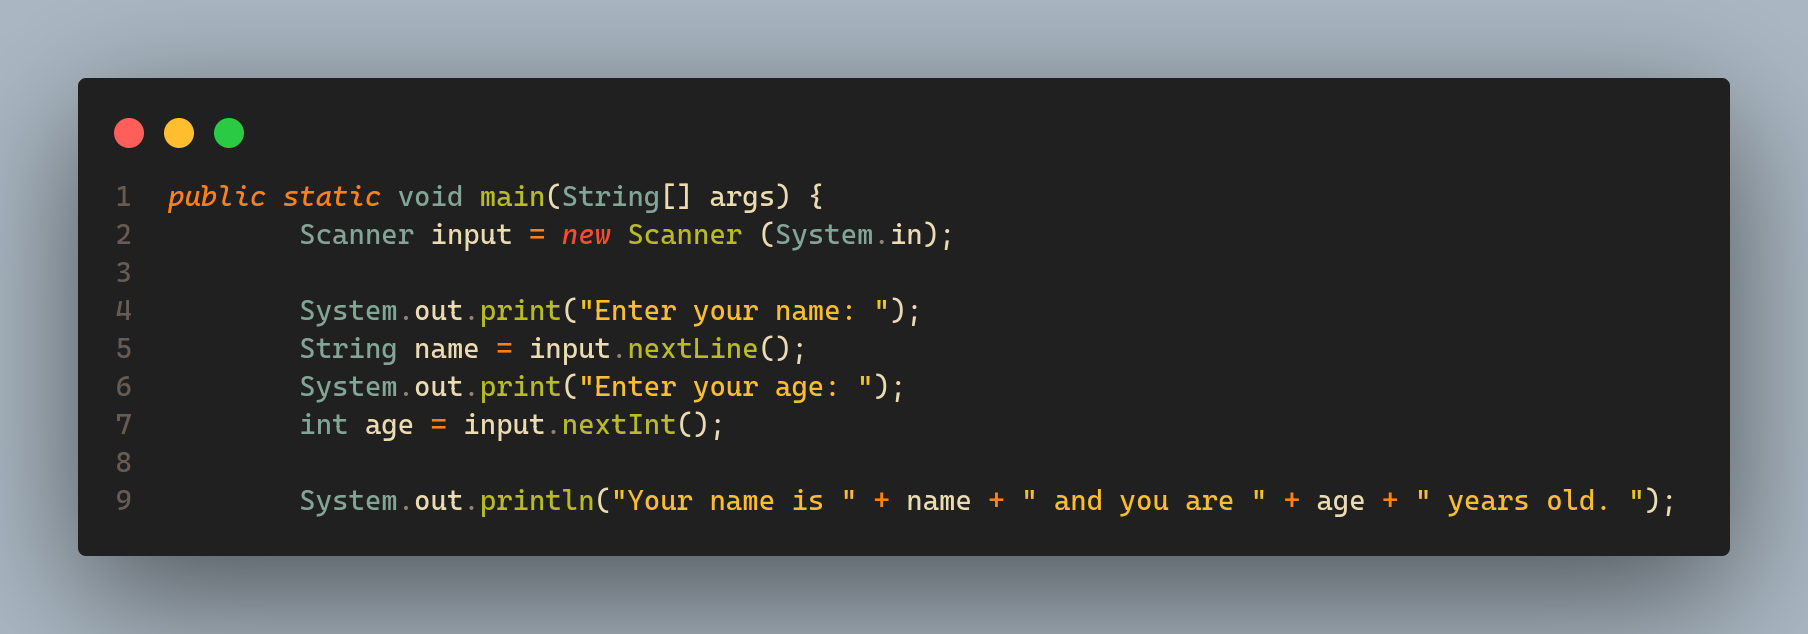 1 public static void main(String[] args) {
2 Scanner input = new Scanner (System.in);
3
4 System.out.print("Enter your name: ");
5 String name = input.nextLine();
6 System.out.print("Enter your age: ");
7 int age = input.nextInt();
8
9 System.out.println("Your name is " + name + " and you are " + age + " years old. ");